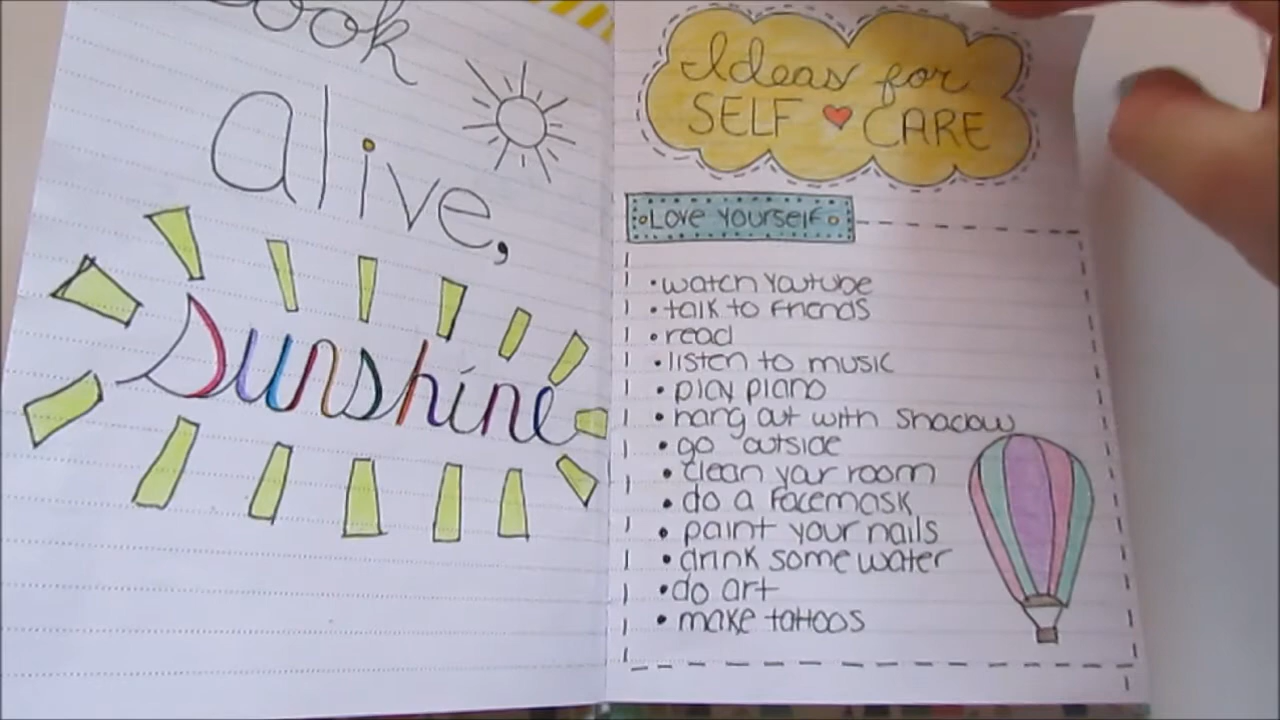 ook
alive,
sunshine
Ideas for
SELF CARE
Love yourself
• watch Youtube
• talk to friends
• read
• listen to music
• play piano
• hang out with shadow
• go outside
• clean your room
• do a facemask
• paint your nails
• drink some water
• do art
• make tattoos